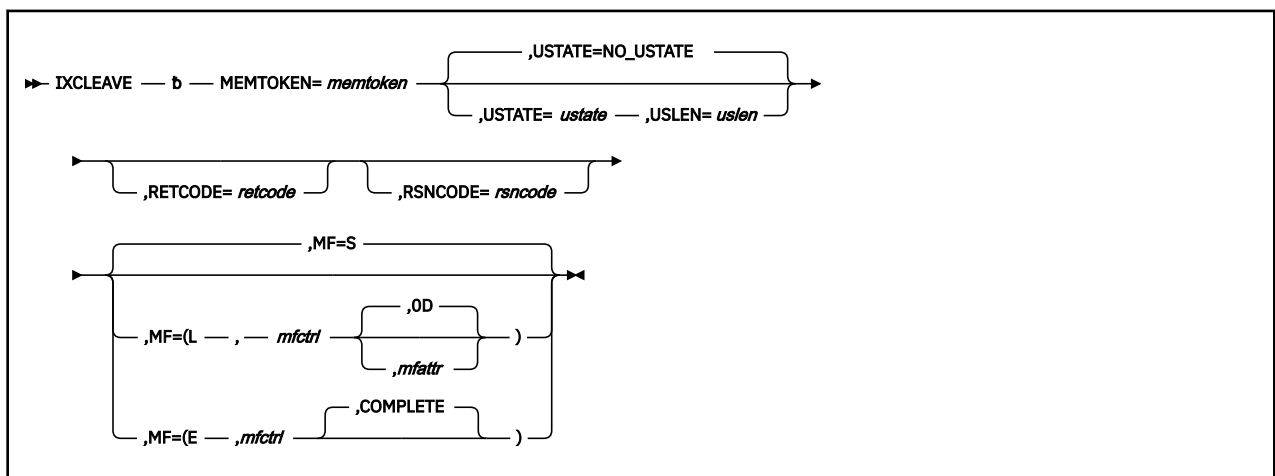 ,USTATE=NO_USTATE
IXCLEAVE ƀ MEMTOKEN= memtoken
,USTATE= ustate ,USLEN= uslen
,RETCODE= retcode ,RSNCODE= rsncode
,MF=S
,0D
,MF=(L , mfctrl )
,mfattr
,COMPLETE
,MF=(E ,mfctrl )